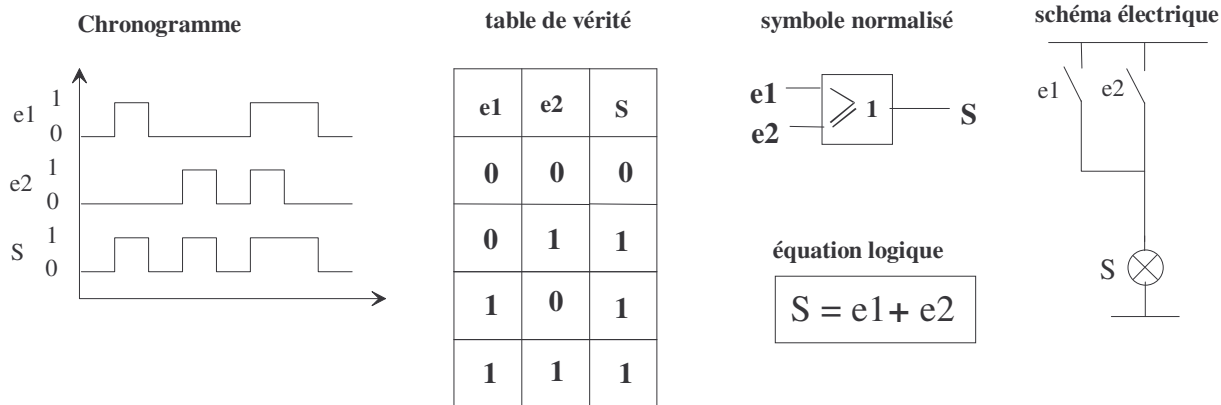 Chronogramme
e1 1
0
e2 1
0
S 1
0
table de vérité
e1 e2 S
0 0 0
0 1 1
1 0 1
1 1 1
symbole normalisé
e1
e2
≥ 1
S
équation logique
S = e1 + e2
schéma électrique
e1 e2
S